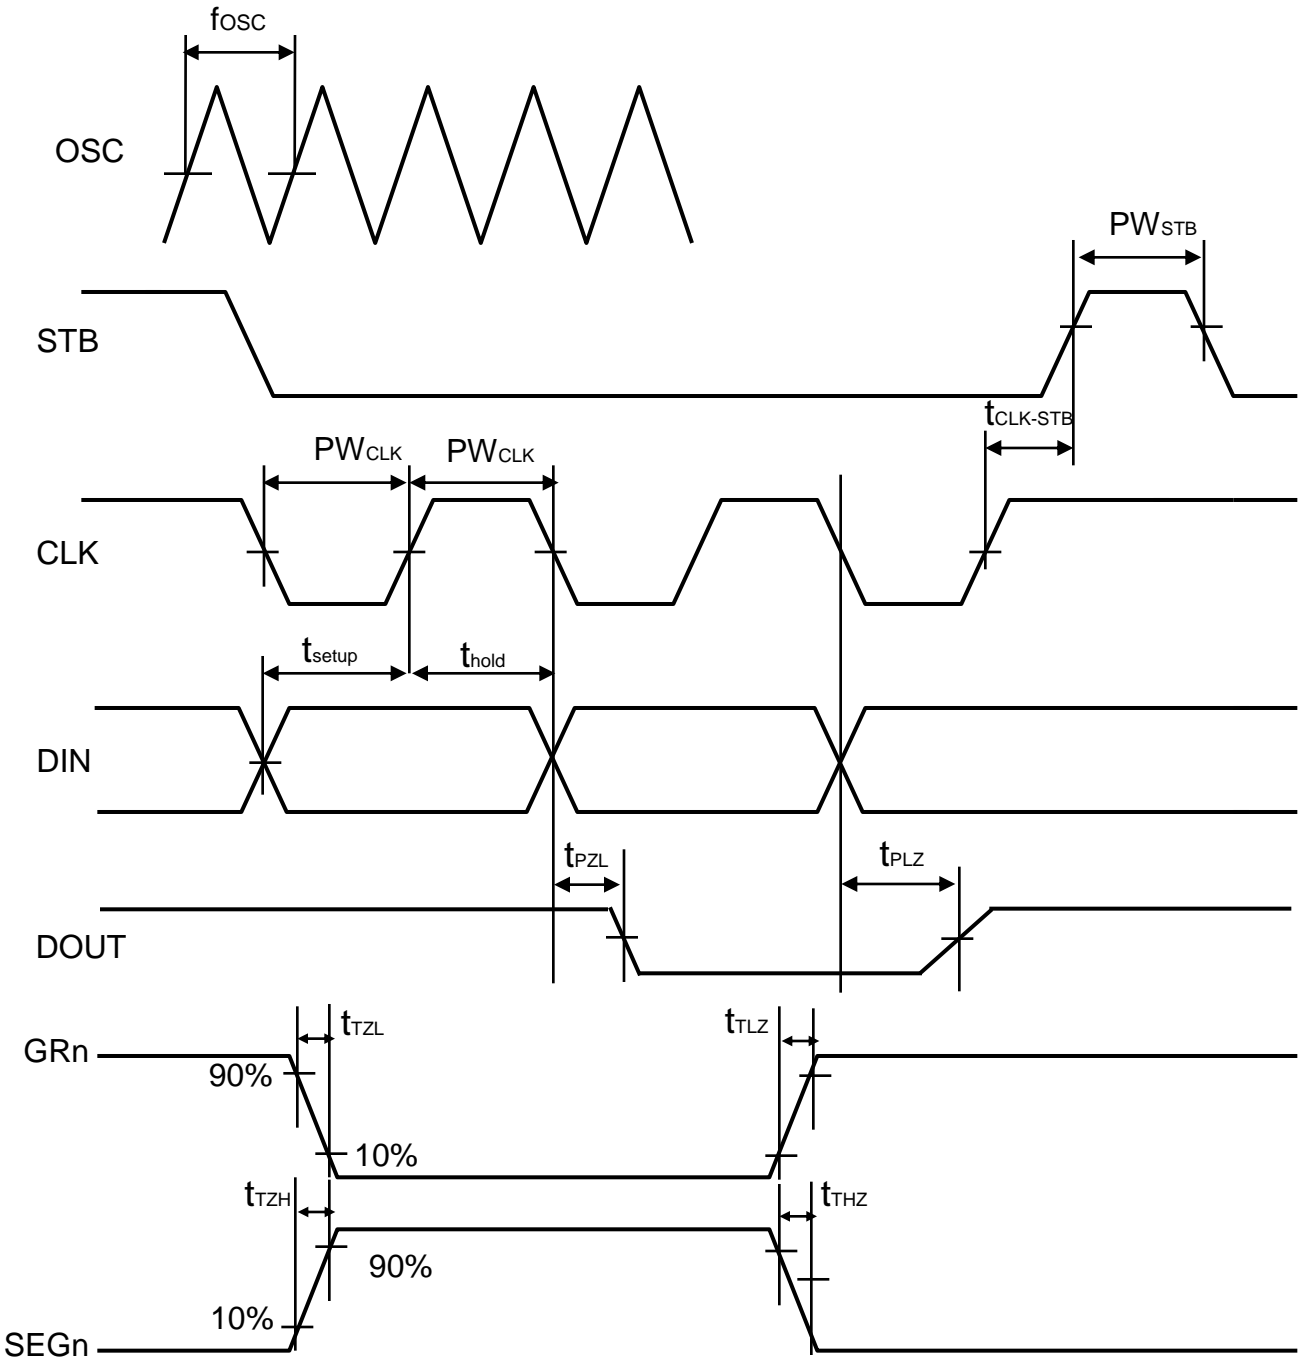 fOSC
OSC
PWSTB
STB
tCLK-STB
PWCLK PWCLK
CLK
tsetup thold
DIN
tPZL tPLZ
DOUT
tTZL tTLZ
GRn
90%
10%
tTZH tTHZ
90%
10%
SEGn